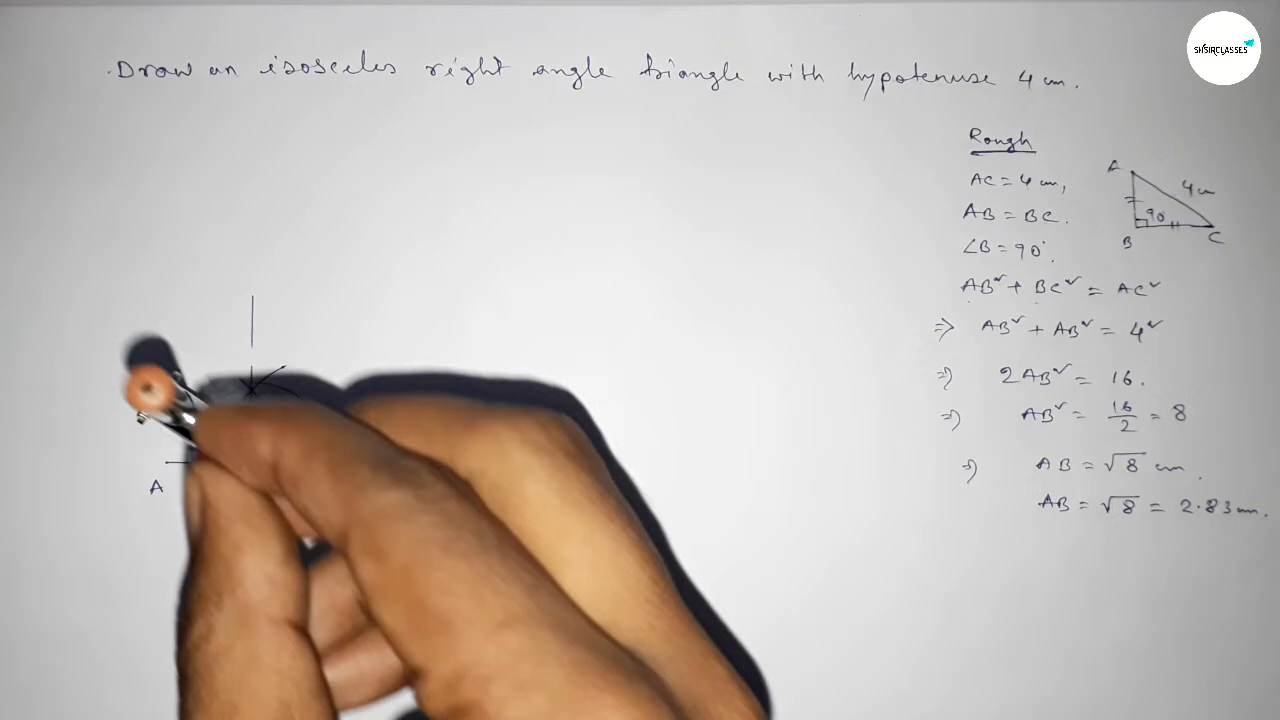 Draw an isosceles right angle triangle with hypotenuse 4 cm.
SHSIRCLASSES
Rough
AC = 4 cm,
AB = BC.
∠B = 90°.
AB² + BC² = AC²
⇒ AB² + AB² = 4²
⇒ 2AB² = 16.
⇒ AB² = 16/2 = 8
⇒ AB = √8 cm.
AB = √8 = 2.83 cm.
A
4 cm
90°
B
C
A